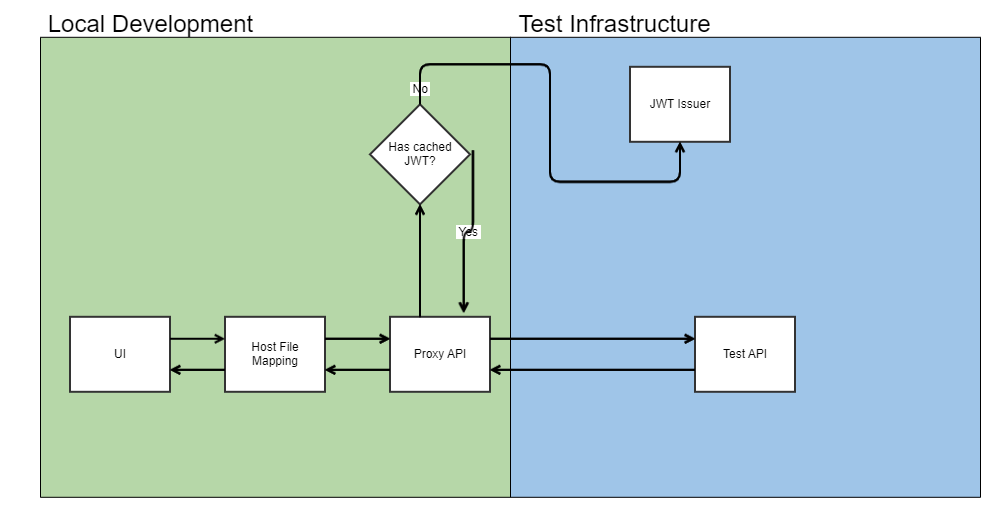 Local Development
Test Infrastructure
No
JWT Issuer
Has cached
JWT?
Yes
UI
Host File
Mapping
Proxy API
Test API